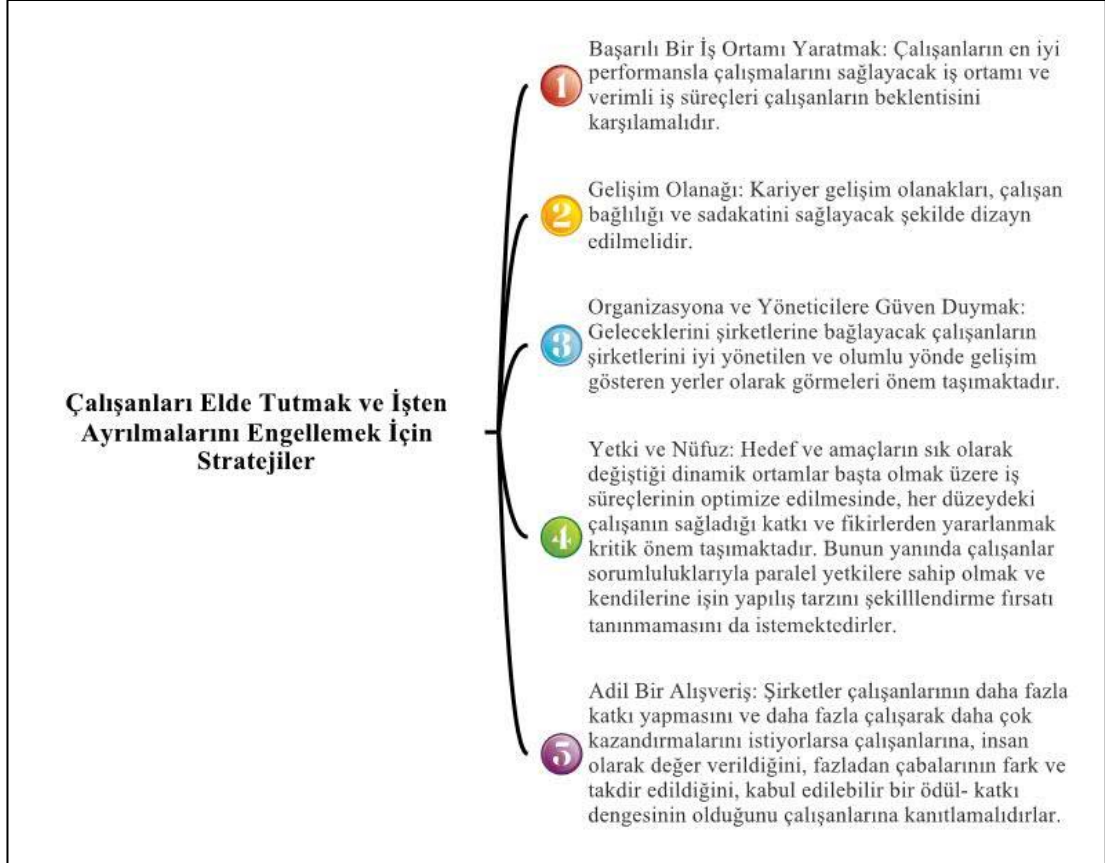 Çalışanları Elde Tutmak ve İşten
Ayrılmalarını Engellemek İçin
Stratejiler
1
Başarılı Bir İş Ortamı Yaratmak: Çalışanların en iyi
performansla çalışmalarını sağlayacak iş ortamı ve
verimli iş süreçleri çalışanların beklentisini
karşılamalıdır.
2
Gelişim Olanağı: Kariyer gelişim olanakları, çalışan
bağlılığı ve sadakatini sağlayacak şekilde dizayn
edilmelidir.
3
Organizasyona ve Yöneticilere Güven Duymak:
Geleceklerini şirketlerine bağlayacak çalışanların
şirketlerini iyi yönetilen ve olumlu yönde gelişim
gösteren yerler olarak görmeleri önem taşımaktadır.
4
Yetki ve Nüfuz: Hedef ve amaçların sık olarak
değiştiği dinamik ortamlar başta olmak üzere iş
süreçlerinin optimize edilmesinde, her düzeydeki
çalışanın sağladığı katkı ve fikirlerden yararlanmak
kritik önem taşımaktadır. Bunun yanında çalışanlar
sorumluluklarıyla paralel yetkilere sahip olmak ve
kendilerine işin yapılış tarzını şekilllendirme fırsatı
tanınmamasını da istemektedirler.
5
Adil Bir Alışveriş: Şirketler çalışanlarının daha fazla
katkı yapmasını ve daha fazla çalışarak daha çok
kazandırmalarını istiyorlarsa çalışanlarına, insan
olarak değer verildiğini, fazladan çabalarının fark ve
takdir edildiğini, kabul edilebilir bir ödül- katkı
dengesinin olduğunu çalışanlarına kanıtlamalıdırlar.